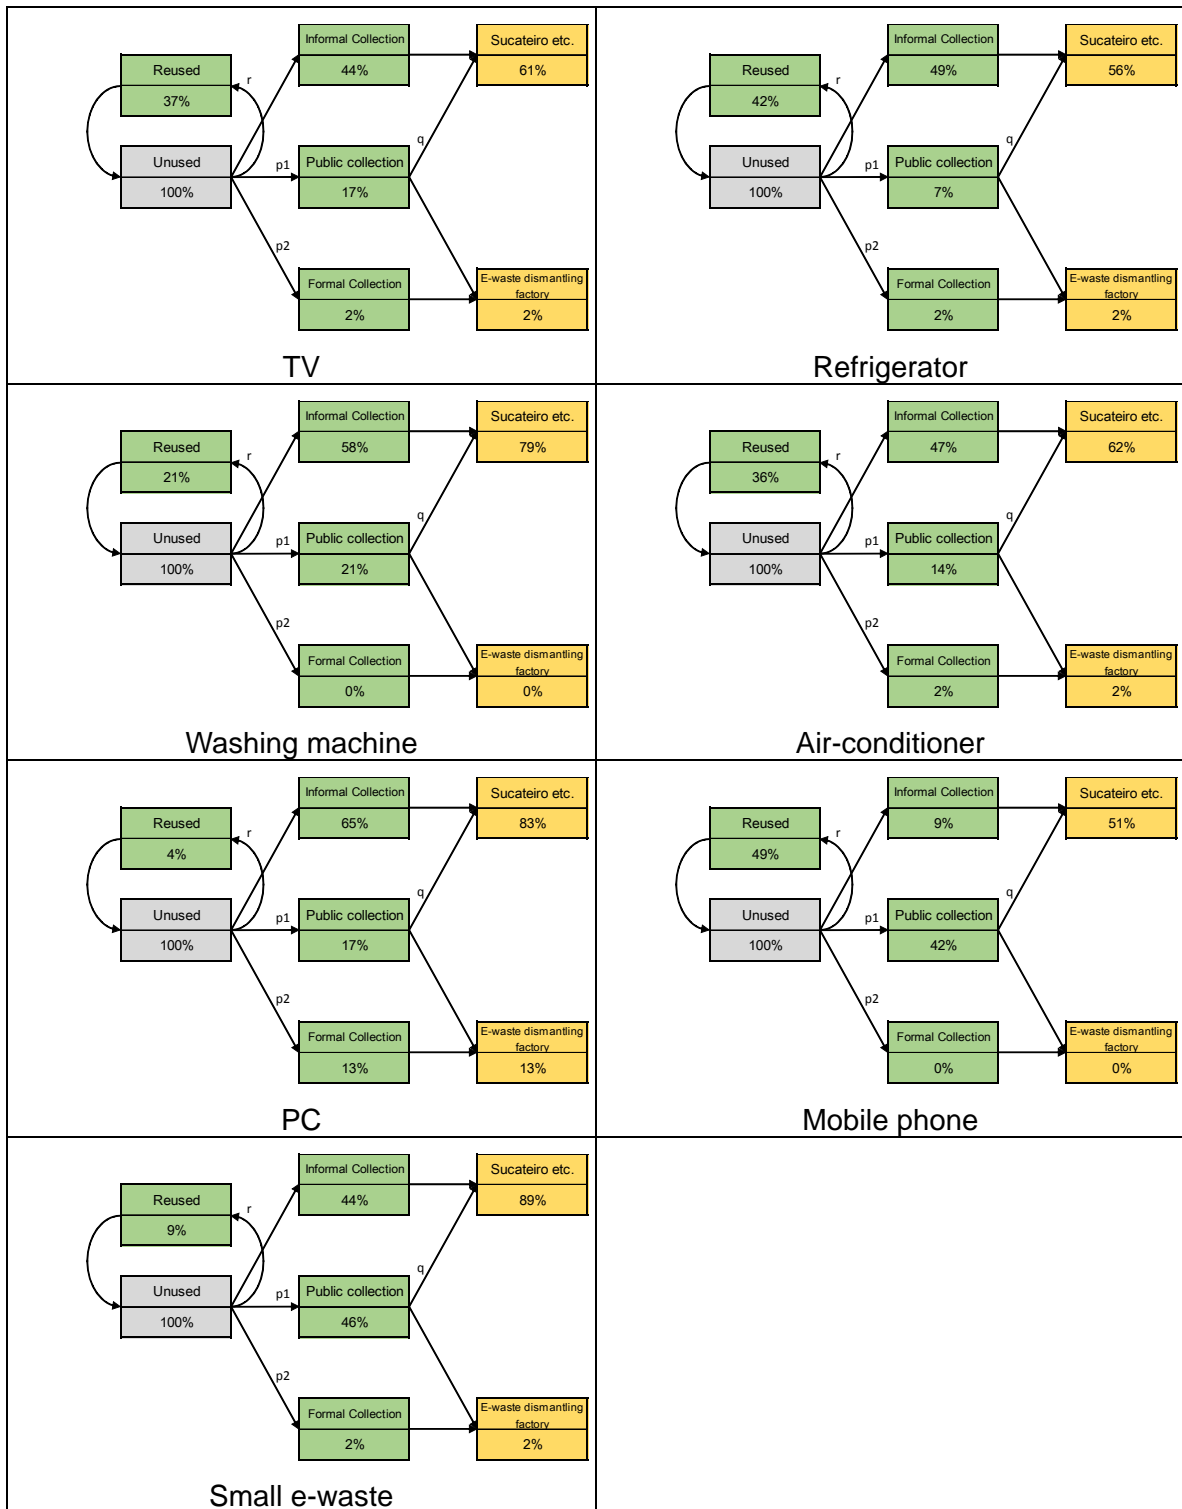 Informal Collection
44%
Sucateiro etc.
61%
Reused
37%
r
q
Unused
100%
p1
Public collection
17%
p2
Formal Collection
2%
E-waste dismantling
factory
2%
TV
Informal Collection
49%
Sucateiro etc.
56%
Reused
42%
r
q
Unused
100%
p1
Public collection
7%
p2
Formal Collection
2%
E-waste dismantling
factory
2%
Refrigerator
Informal Collection
58%
Sucateiro etc.
79%
Reused
21%
r
q
Unused
100%
p1
Public collection
21%
p2
Formal Collection
0%
E-waste dismantling
factory
0%
Washing machine
Informal Collection
47%
Sucateiro etc.
62%
Reused
36%
r
q
Unused
100%
p1
Public collection
14%
p2
Formal Collection
2%
E-waste dismantling
factory
2%
Air-conditioner
Informal Collection
65%
Sucateiro etc.
83%
Reused
4%
r
q
Unused
100%
p1
Public collection
17%
p2
Formal Collection
13%
E-waste dismantling
factory
13%
PC
Informal Collection
9%
Sucateiro etc.
51%
Reused
49%
r
q
Unused
100%
p1
Public collection
42%
p2
Formal Collection
0%
E-waste dismantling
factory
0%
Mobile phone
Informal Collection
44%
Sucateiro etc.
89%
Reused
9%
r
q
Unused
100%
p1
Public collection
46%
p2
Formal Collection
2%
E-waste dismantling
factory
2%
Small e-waste